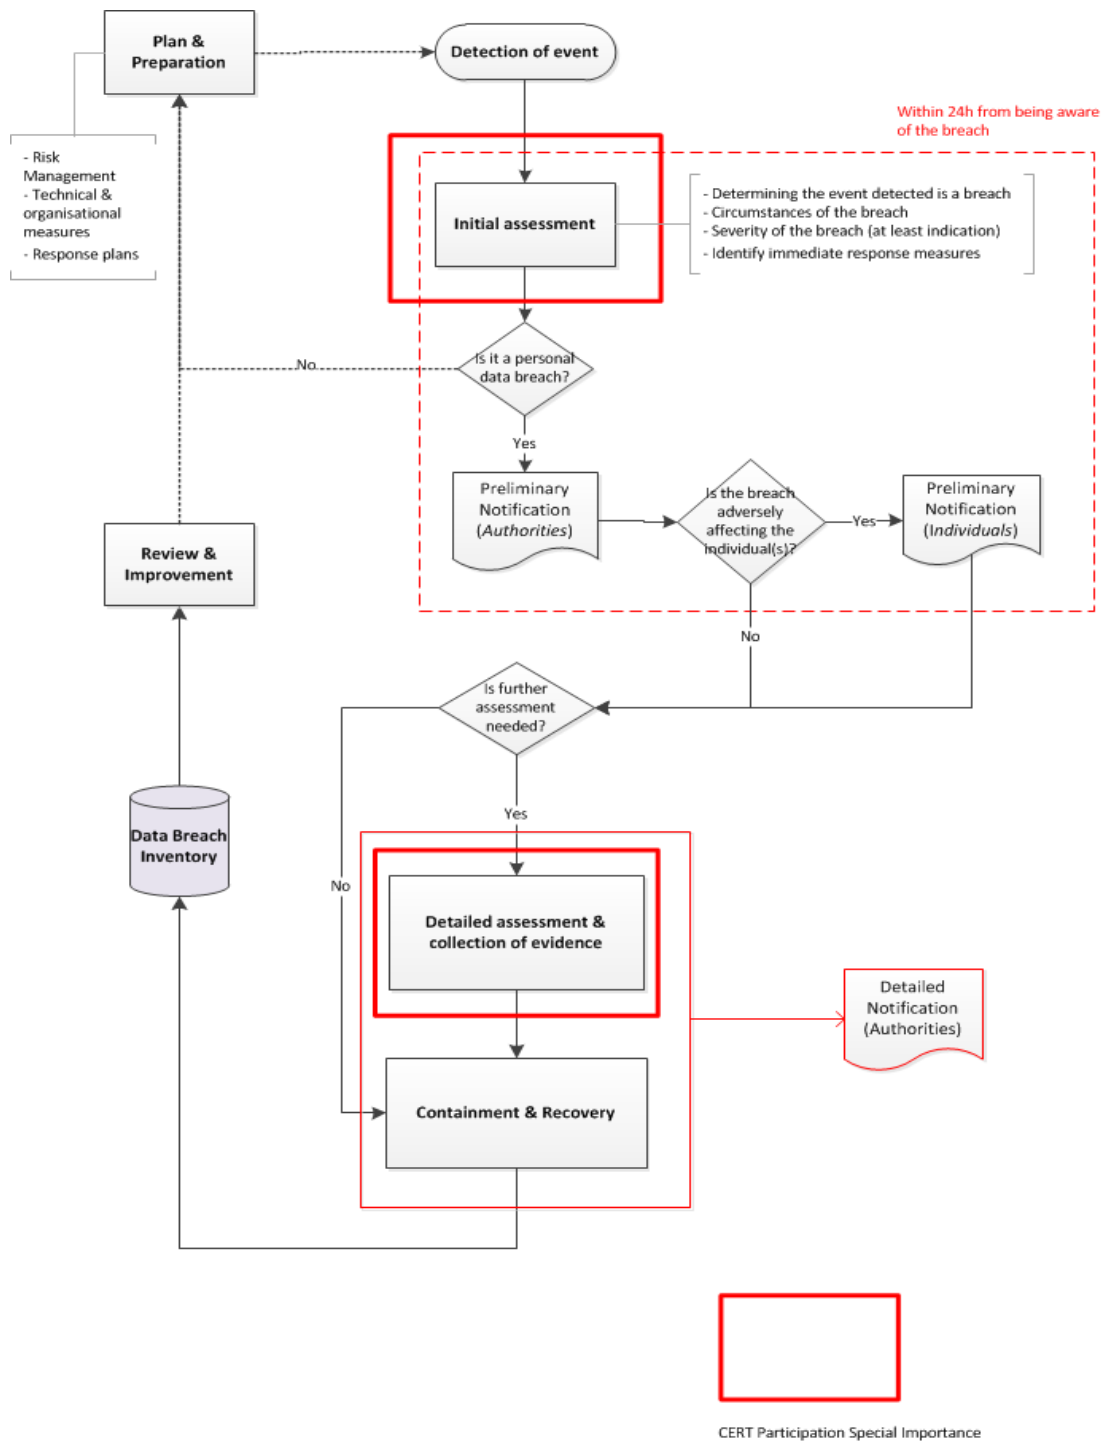 Plan &
Preparation
Detection of event
Within 24h from being aware
of the breach
- Risk
Management
- Technical &
organisational
measures
- Response plans
Initial assessment
- Determining the event detected is a breach
- Circumstances of the breach
- Severity of the breach (at least indication)
- Identify immediate response measures
Is it a personal
data breach?
No
Yes
Preliminary
Notification
(Authorities)
Is the breach
adversely
affecting the
individual(s)?
Yes
Preliminary
Notification
(Individuals)
Review &
Improvement
No
Is further
assessment
needed?
Yes
Data Breach
Inventory
No
Detailed assessment &
collection of evidence
Detailed
Notification
(Authorities)
Containment & Recovery
CERT Participation Special Importance